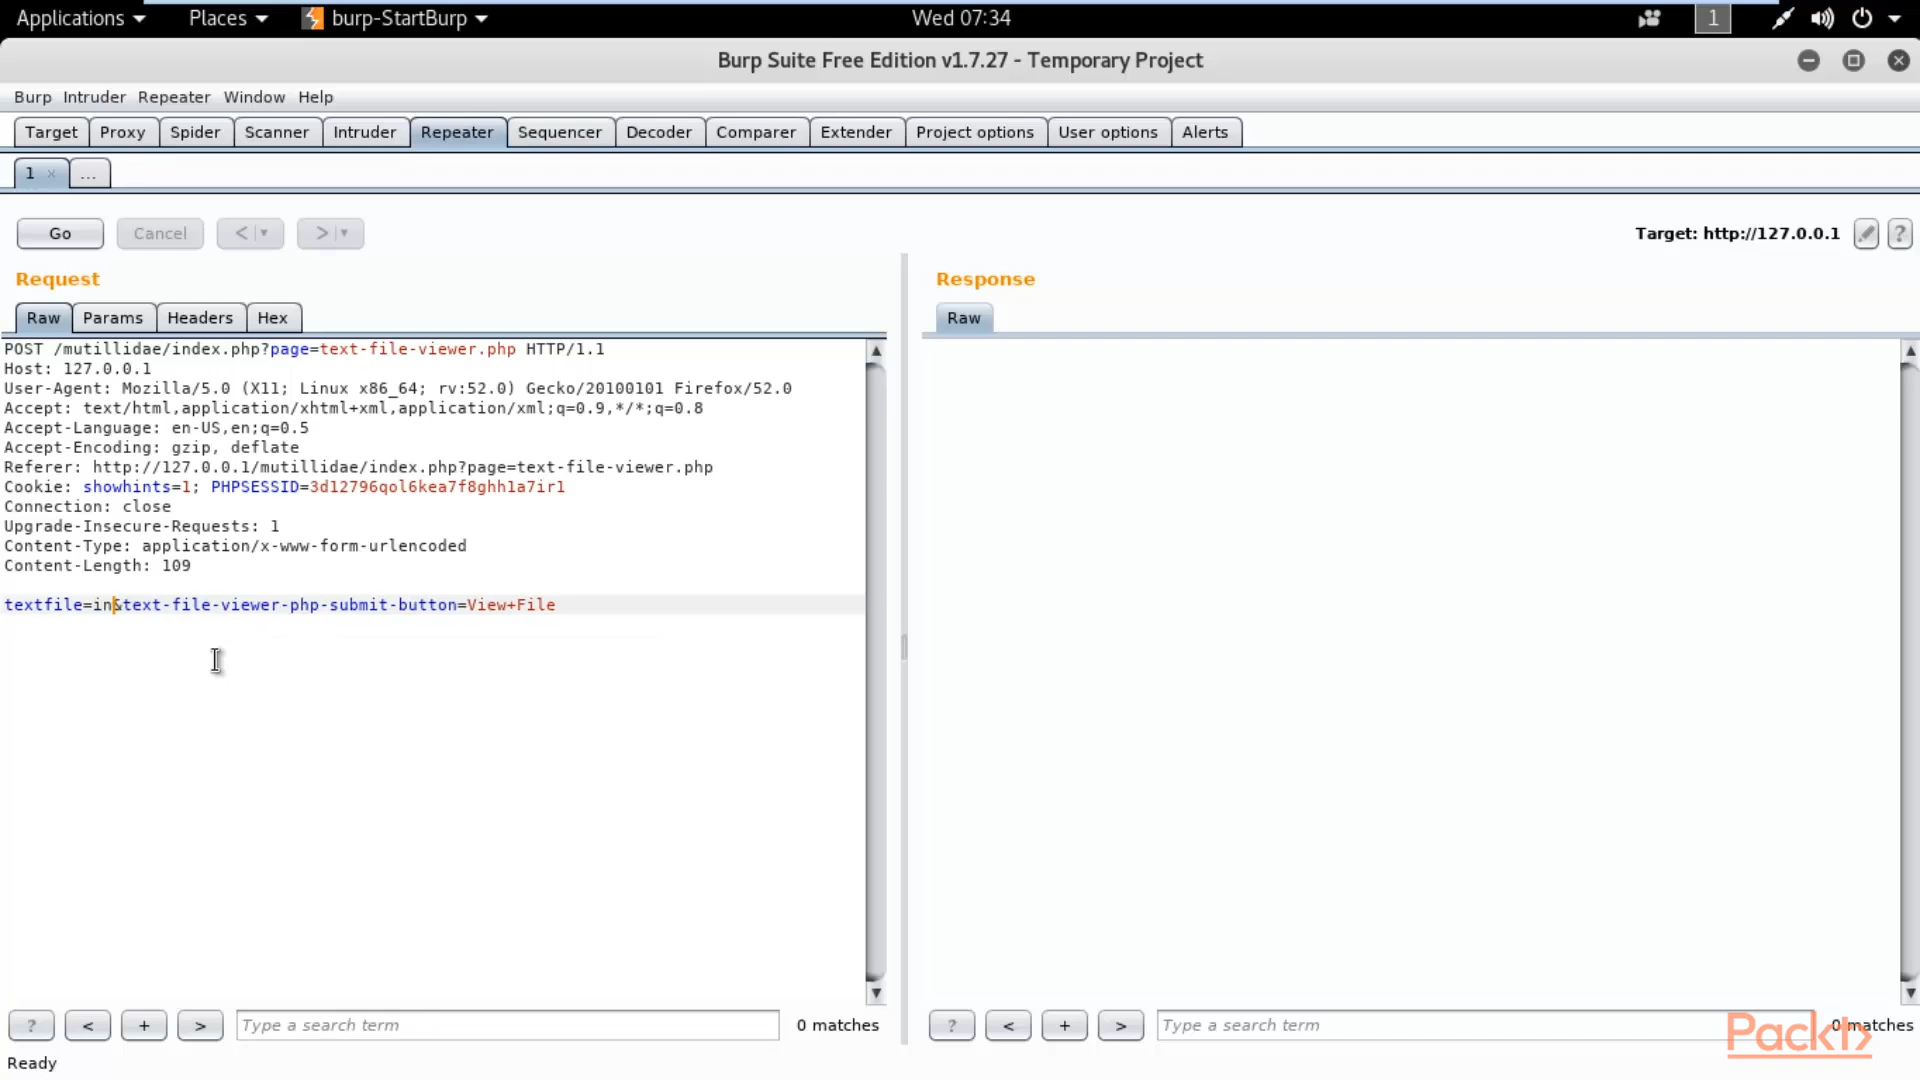 Applications Places burp-StartBurp Wed 07:34 1
Burp Suite Free Edition v1.7.27 - Temporary Project
Burp Intruder Repeater Window Help
Target Proxy Spider Scanner Intruder Repeater Sequencer Decoder Comparer Extender Project options User options Alerts
1 × ...
Go Cancel < > Target: http://127.0.0.1 ?
Request Response
Raw Params Headers Hex Raw
POST /mutillidae/index.php?page=text-file-viewer.php HTTP/1.1
Host: 127.0.0.1
User-Agent: Mozilla/5.0 (X11; Linux x86_64; rv:52.0) Gecko/20100101 Firefox/52.0
Accept: text/html,application/xhtml+xml,application/xml;q=0.9,*/*;q=0.8
Accept-Language: en-US,en;q=0.5
Accept-Encoding: gzip, deflate
Referer: http://127.0.0.1/mutillidae/index.php?page=text-file-viewer.php
Cookie: showhints=1; PHPSESSID=3d12796qol6kea7f8ghh1a7ir1
Connection: close
Upgrade-Insecure-Requests: 1
Content-Type: application/x-www-form-urlencoded
Content-Length: 109
textfile=in&text-file-viewer-php-submit-button=View+File
? < + > Type a search term 0 matches ? < + > Type a search term 0 matches
Packt>
Ready